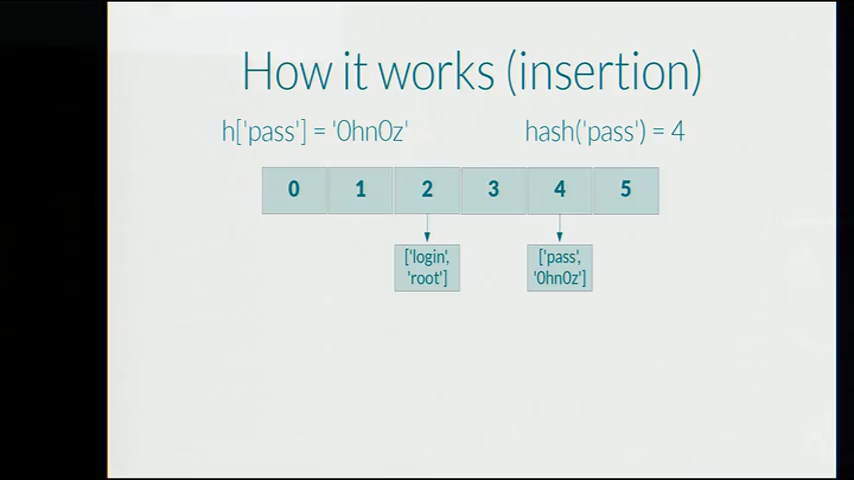 How it works (insertion)
h['pass'] = '0hn0z' hash('pass') = 4
0 1 2 3 4 5
['login', ['pass',
'root'] '0hn0z']